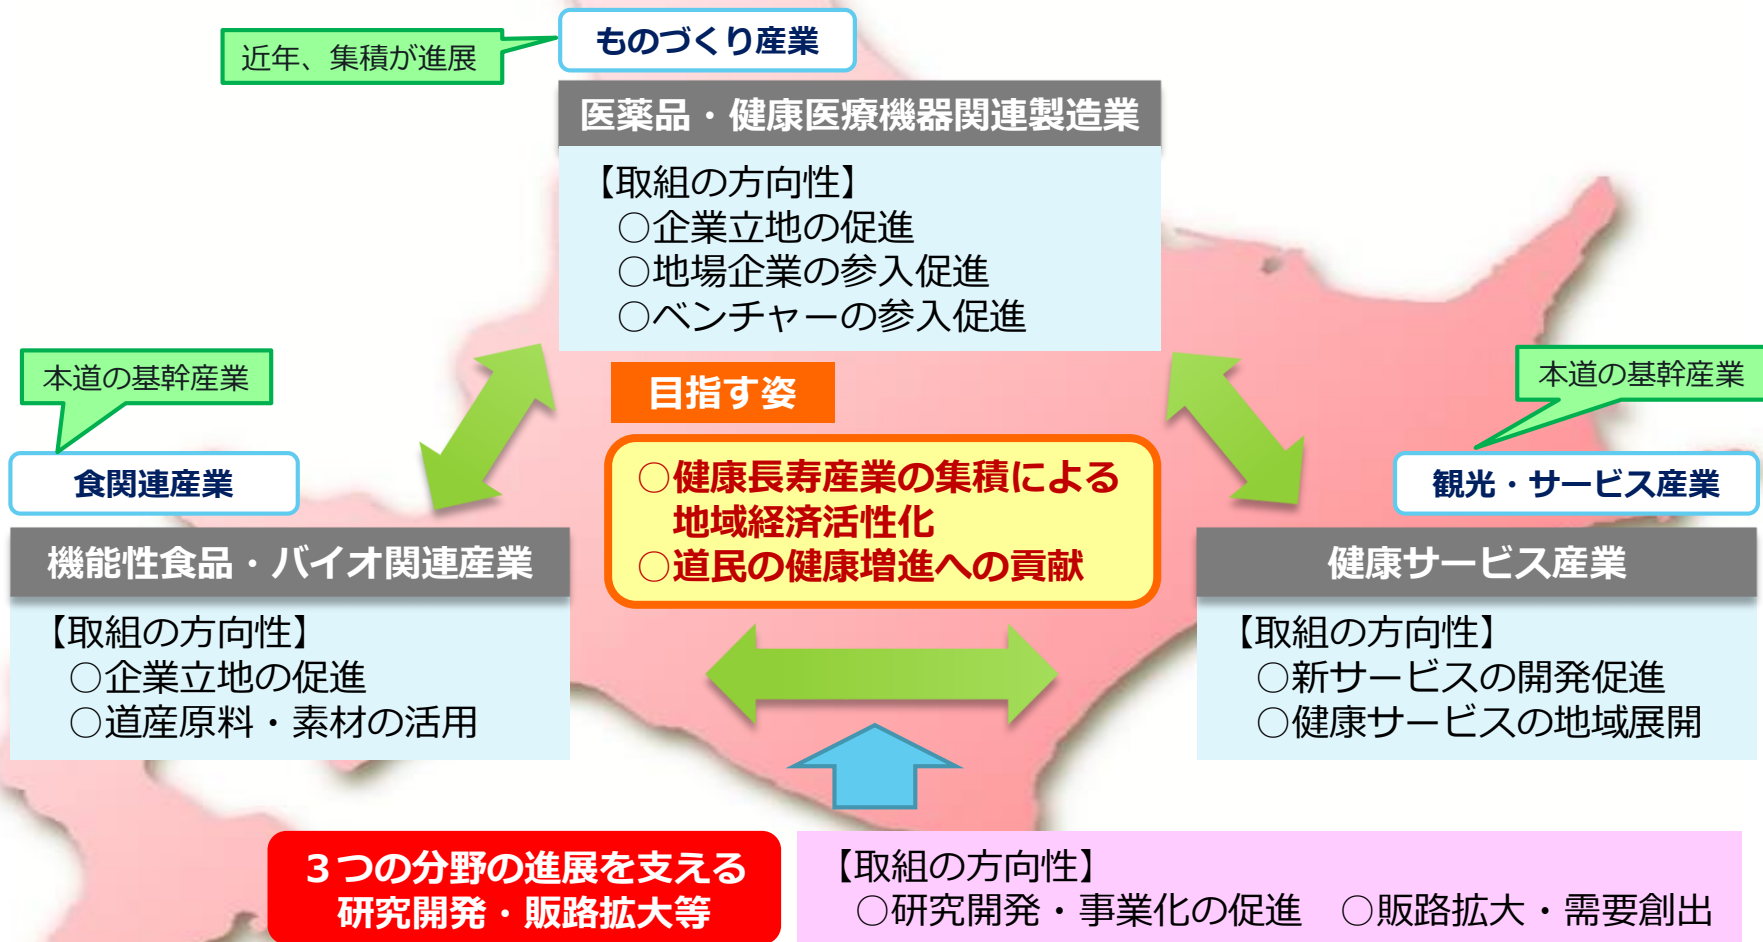 近年、集積が進展
ものづくり産業
医薬品・健康医療機器関連製造業
【取組の方向性】
○企業立地の促進
○地場企業の参入促進
○ベンチャーの参入促進
本道の基幹産業
食関連産業
機能性食品・バイオ関連産業
【取組の方向性】
○企業立地の促進
○道産原料・素材の活用
目指す姿
○健康長寿産業の集積による
地域経済活性化
○道民の健康増進への貢献
本道の基幹産業
観光・サービス産業
健康サービス産業
【取組の方向性】
○新サービスの開発促進
○健康サービスの地域展開
３つの分野の進展を支える
研究開発・販路拡大等
【取組の方向性】
○研究開発・事業化の促進　○販路拡大・需要創出